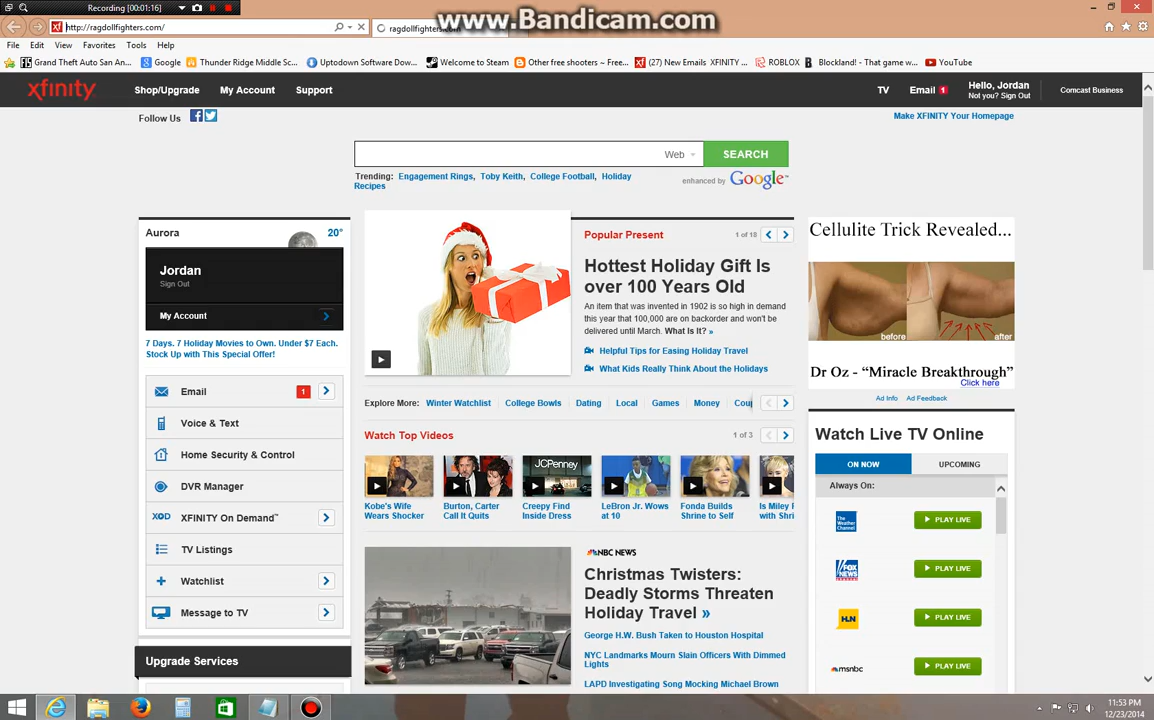 Recording [00:01:16]
www.Bandicam.com
http://ragdollfighters.com/
ragdollfighters.com
File Edit View Favorites Tools Help
Grand Theft Auto San An... Google Thunder Ridge Middle Sc... Uptodown Software Dow... Welcome to Steam Other free shooters ~ Free... (27) New Emails XFINITY ... ROBLOX Blockland! - That game w... YouTube
xfinity Shop/Upgrade My Account Support TV Email 1 Hello, Jordan Comcast Business
Not you? Sign Out
Follow Us
Make XFINITY Your Homepage
Web SEARCH
Trending: Engagement Rings, Toby Keith, College Football, Holiday
Recipes
enhanced by Google™
Aurora 20°
Jordan
Sign Out
My Account
7 Days. 7 Holiday Movies to Own. Under $7 Each.
Stock Up with This Special Offer!
Email 1
Voice & Text
Home Security & Control
DVR Manager
XOD XFINITY On Demand™
TV Listings
Watchlist
Message to TV
Upgrade Services
Popular Present 1 of 18
Hottest Holiday Gift Is
over 100 Years Old
An item that was invented in 1902 is so high in demand
this year that 100,000 are on backorder and won't be
delivered until March. What Is It? »
Helpful Tips for Easing Holiday Travel
What Kids Really Think About the Holidays
Explore More: Winter Watchlist College Bowls Dating Local Games Money Coup
Watch Top Videos 1 of 3
JCPenney
Kobe's Wife
Wears Shocker
Burton, Carter
Call It Quits
Creepy Find
Inside Dress
LeBron Jr. Wows
at 10
Fonda Builds
Shrine to Self
Is Miley
with Shri
NBC NEWS
Christmas Twisters:
Deadly Storms Threaten
Holiday Travel »
George H.W. Bush Taken to Houston Hospital
NYC Landmarks Mourn Slain Officers With Dimmed
Lights
LAPD Investigating Song Mocking Michael Brown
Cellulite Trick Revealed...
before after
Dr Oz - “Miracle Breakthrough”
Click here
Ad Info Ad Feedback
Watch Live TV Online
ON NOW UPCOMING
Always On:
The Weather Channel PLAY LIVE
FOX NEWS PLAY LIVE
HLN PLAY LIVE
msnbc PLAY LIVE
11:53 PM
12/23/2014